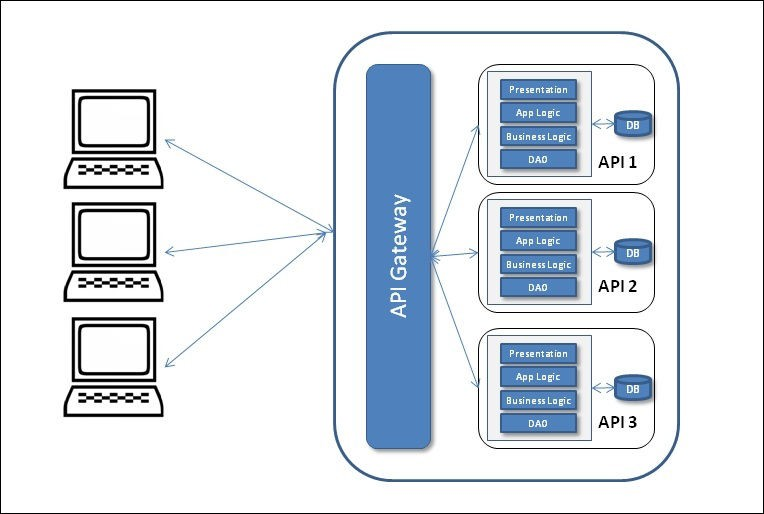 API Gateway
Presentation
App Logic
Business Logic
DAO
DB
API 1
Presentation
App Logic
Business Logic
DAO
DB
API 2
Presentation
App Logic
Business Logic
DAO
DB
API 3